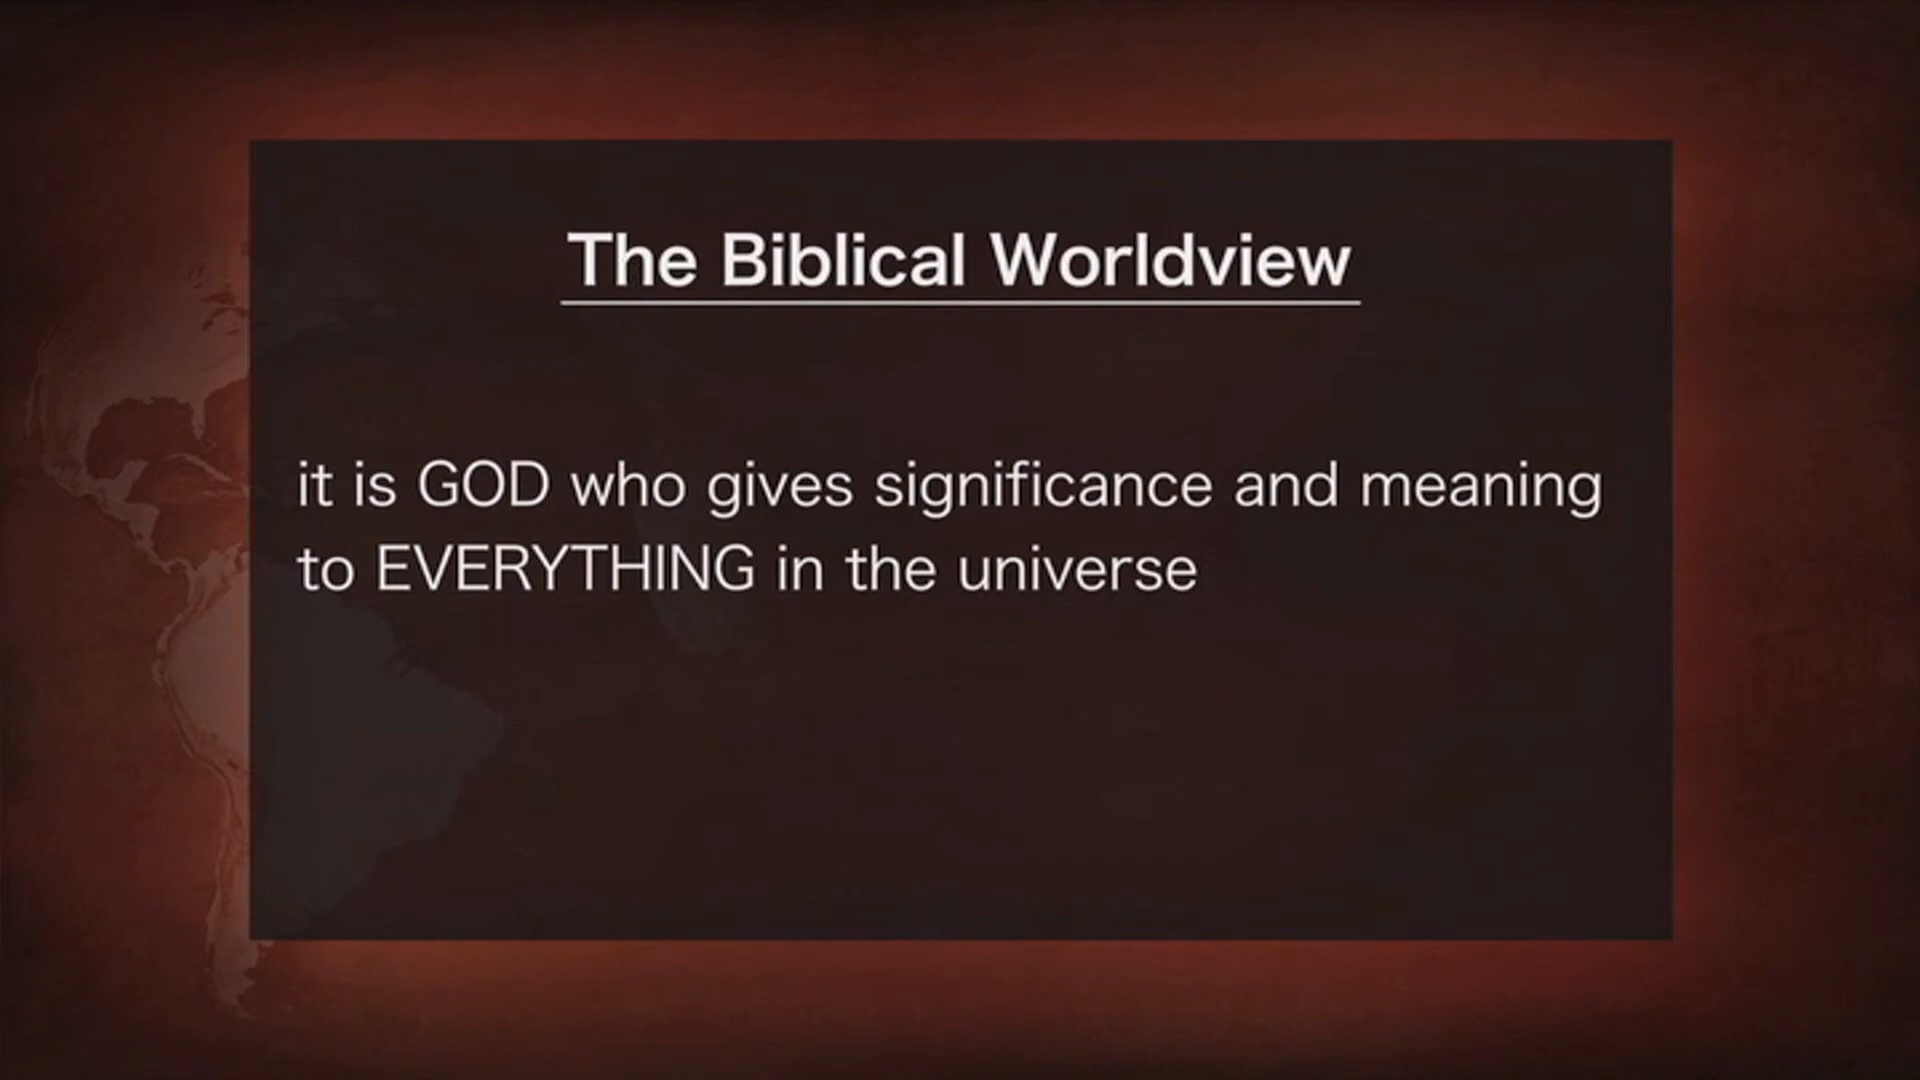 The Biblical Worldview
it is GOD who gives significance and meaning
to EVERYTHING in the universe